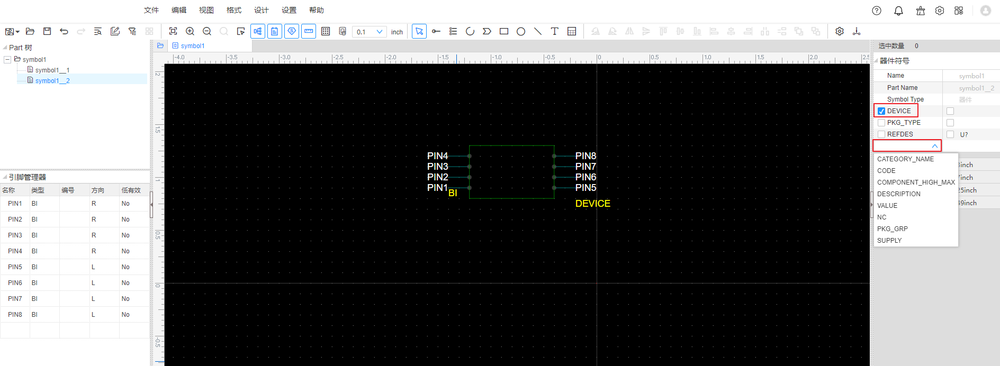 文件 编辑 视图 格式 设计 设置 帮助
0.1 inch
Part 树
symbol1
symbol1__1
symbol1__2
引脚管理器
名称 类型 编号 方向 低有效
PIN1 BI R No
PIN2 BI R No
PIN3 BI R No
PIN4 BI R No
PIN5 BI L No
PIN6 BI L No
PIN7 BI L No
PIN8 BI L No
symbol1
-4.0 -3.5 -3.0 -2.5 -2.0 -1.5 -1.0 -0.5 0 0.5 1.0 1.5 2.0 2.5
2
1.5
1
0.5
0
-0.5
PIN4 PIN8
PIN3 PIN7
PIN2 PIN6
PIN1 PIN5
BI
DEVICE
选中数量 0
器件符号
Name symbol1
Part Name symbol1__2
Symbol Type 器件
DEVICE
PKG_TYPE
REFDES U?
CATEGORY_NAME
CODE
COMPONENT_HIGH_MAX
DESCRIPTION
VALUE
NC
PKG_GRP
SUPPLY
inch
7inch
25inch
49inch